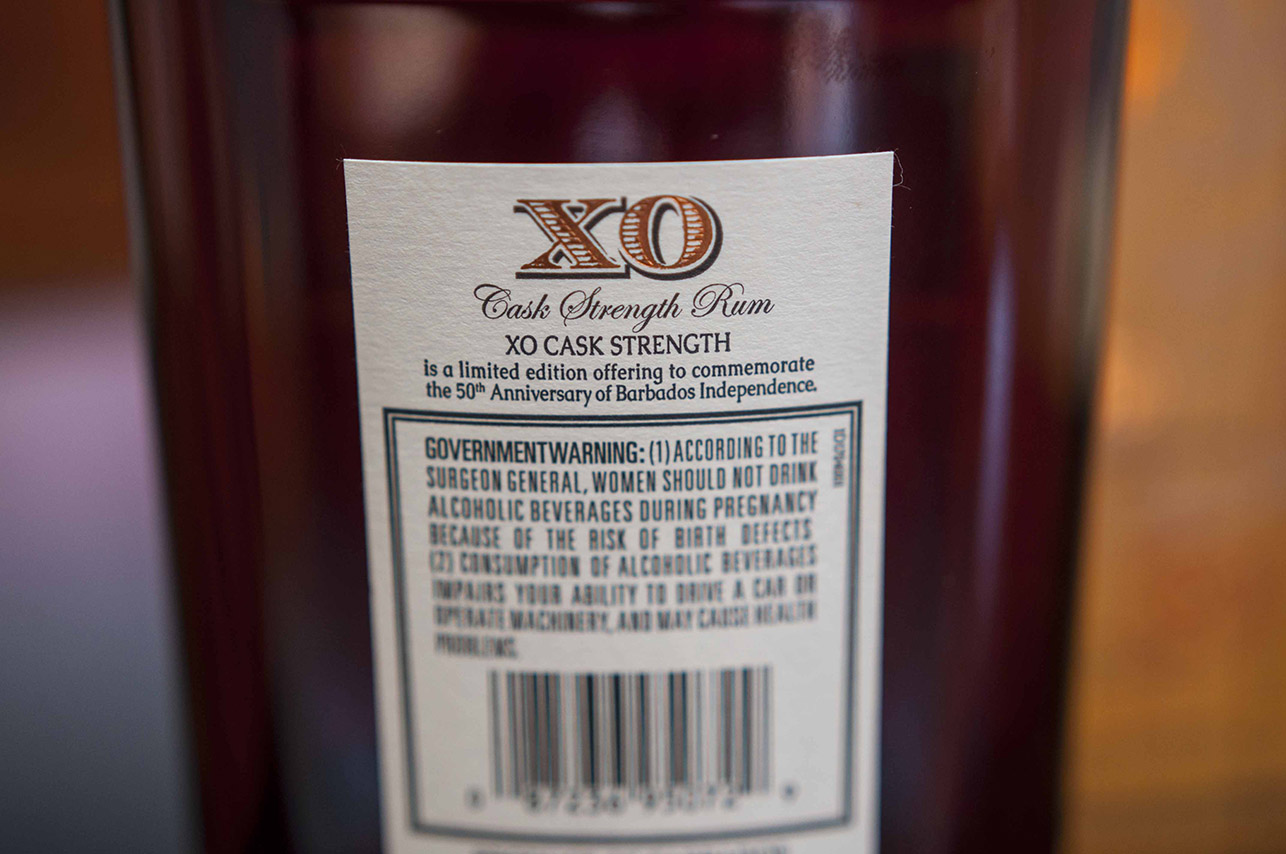 XO
Cask Strength Rum
XO CASK STRENGTH
is a limited edition offering to commemorate
the 50th Anniversary of Barbados Independence.
GOVERNMENT WARNING: (1) ACCORDING TO THE
SURGEON GENERAL, WOMEN SHOULD NOT DRINK
ALCOHOLIC BEVERAGES DURING PREGNANCY
BECAUSE OF THE RISK OF BIRTH DEFECTS
(2) CONSUMPTION OF ALCOHOLIC BEVERAGES
IMPAIRS YOUR ABILITY TO DRIVE A CAR OR
OPERATE MACHINERY, AND MAY CAUSE HEALTH
PROBLEMS.